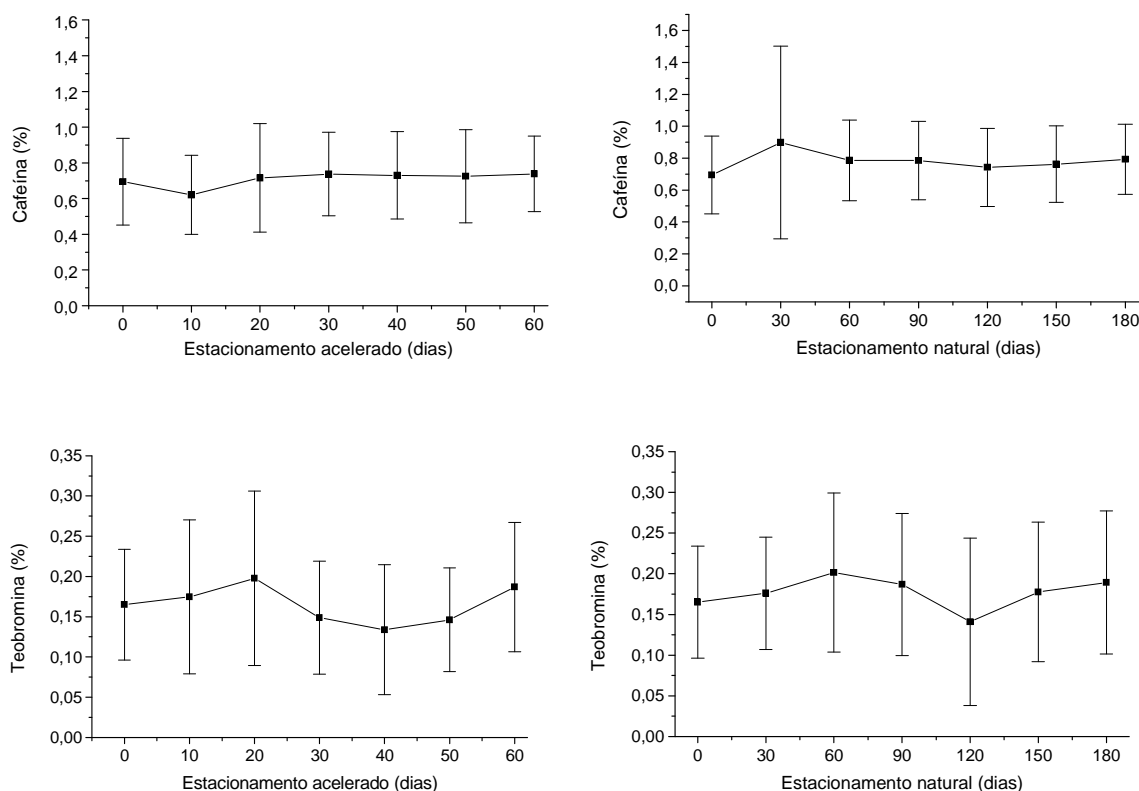 Cafeína (%)
1,6
1,4
1,2
1,0
0,8
0,6
0,4
0,2
0,0
0 10 20 30 40 50 60
Estacionamento acelerado (dias)
Cafeína (%)
1,6
1,4
1,2
1,0
0,8
0,6
0,4
0,2
0,0
0 30 60 90 120 150 180
Estacionamento natural (dias)
Teobromina (%)
0,35
0,30
0,25
0,20
0,15
0,10
0,05
0,00
0 10 20 30 40 50 60
Estacionamento acelerado (dias)
Teobromina (%)
0,35
0,30
0,25
0,20
0,15
0,10
0,05
0,00
0 30 60 90 120 150 180
Estacionamento natural (dias)